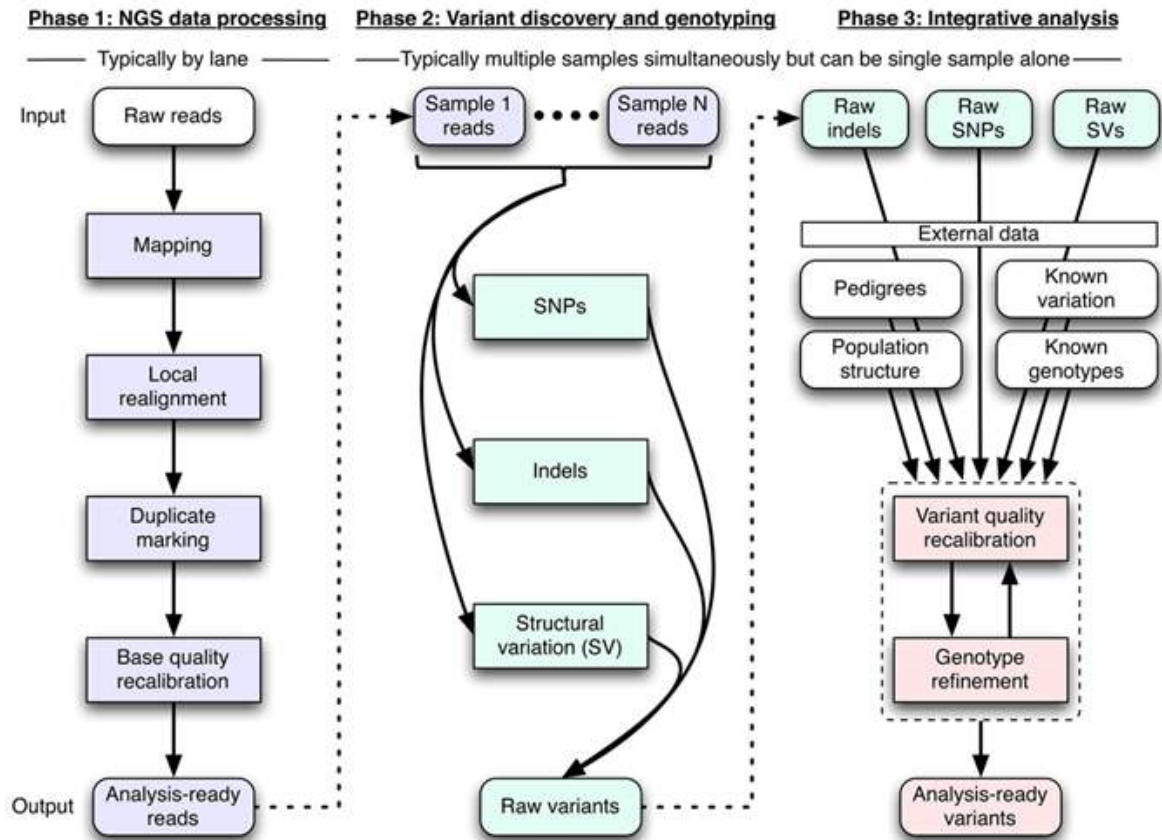 Phase 1: NGS data processing
Typically by lane
Input
Raw reads
Mapping
Local
realignment
Duplicate
marking
Base quality
recalibration
Output
Analysis-ready
reads
Phase 2: Variant discovery and genotyping
Typically multiple samples simultaneously but can be single sample alone
Sample 1
reads
Sample N
reads
SNPs
Indels
Structural
variation (SV)
Raw variants
Phase 3: Integrative analysis
Raw
indels
Raw
SNPs
Raw
SVs
External data
Pedigrees
Known
variation
Population
structure
Known
genotypes
Variant quality
recalibration
Genotype
refinement
Analysis-ready
variants